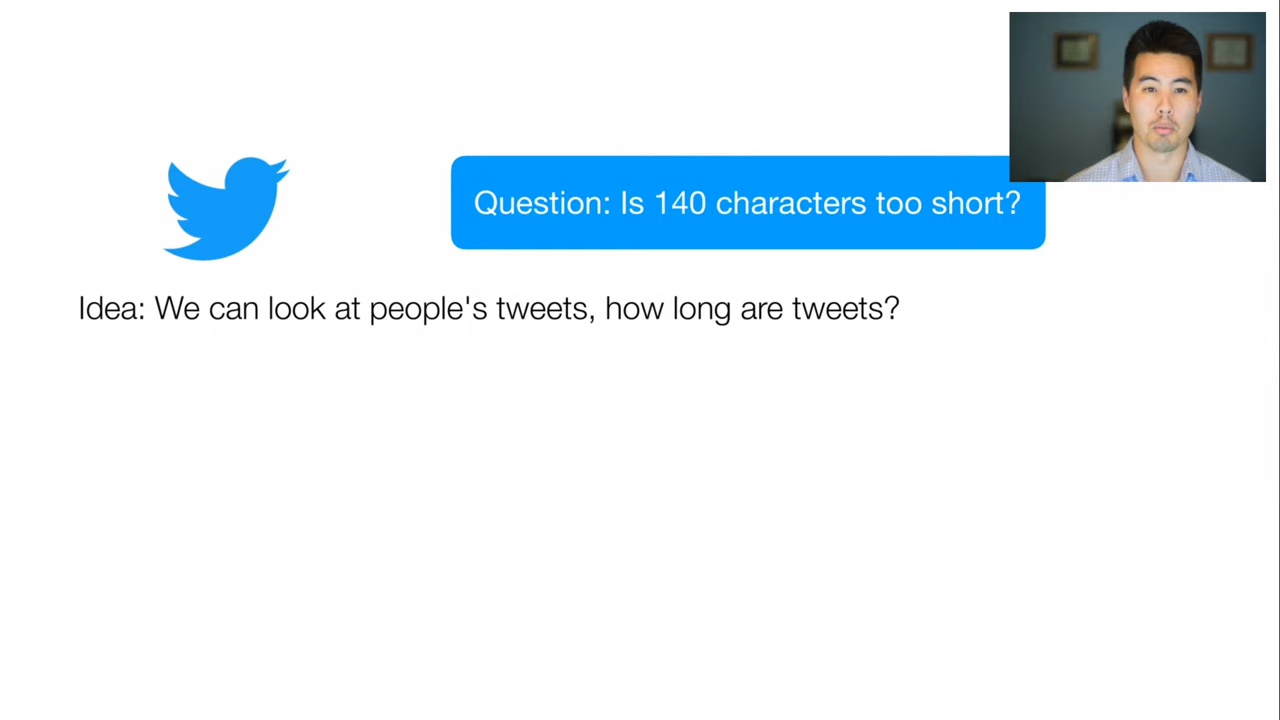 Question: Is 140 characters too short?
Idea: We can look at people's tweets, how long are tweets?